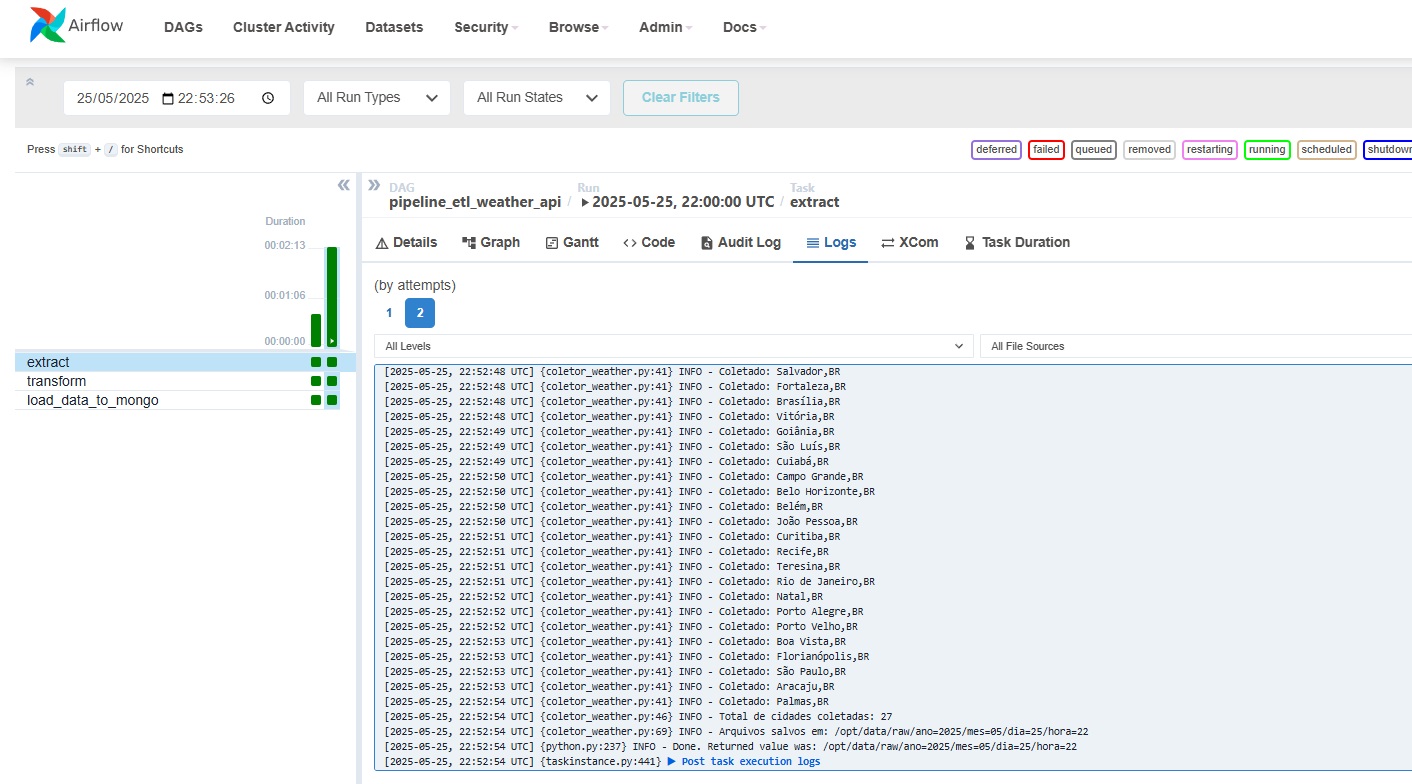 Airflow DAGs Cluster Activity Datasets Security Browse Admin Docs
25/05/2025 22:53:26 All Run Types All Run States Clear Filters
Press shift + / for Shortcuts
deferred failed queued removed restarting running scheduled shutdown
DAG Run Task
pipeline_etl_weather_api / 2025-05-25, 22:00:00 UTC / extract
Duration
00:02:13
00:01:06
00:00:00
extract
transform
load_data_to_mongo
Details Graph Gantt <> Code Audit Log Logs XCom Task Duration
(by attempts)
1 2
All Levels All File Sources
[2025-05-25, 22:52:48 UTC] {coletor_weather.py:41} INFO - Coletado: Salvador,BR
[2025-05-25, 22:52:48 UTC] {coletor_weather.py:41} INFO - Coletado: Fortaleza,BR
[2025-05-25, 22:52:48 UTC] {coletor_weather.py:41} INFO - Coletado: Brasília,BR
[2025-05-25, 22:52:48 UTC] {coletor_weather.py:41} INFO - Coletado: Vitória,BR
[2025-05-25, 22:52:49 UTC] {coletor_weather.py:41} INFO - Coletado: Goiânia,BR
[2025-05-25, 22:52:49 UTC] {coletor_weather.py:41} INFO - Coletado: São Luís,BR
[2025-05-25, 22:52:49 UTC] {coletor_weather.py:41} INFO - Coletado: Cuiabá,BR
[2025-05-25, 22:52:50 UTC] {coletor_weather.py:41} INFO - Coletado: Campo Grande,BR
[2025-05-25, 22:52:50 UTC] {coletor_weather.py:41} INFO - Coletado: Belo Horizonte,BR
[2025-05-25, 22:52:50 UTC] {coletor_weather.py:41} INFO - Coletado: Belém,BR
[2025-05-25, 22:52:50 UTC] {coletor_weather.py:41} INFO - Coletado: João Pessoa,BR
[2025-05-25, 22:52:51 UTC] {coletor_weather.py:41} INFO - Coletado: Curitiba,BR
[2025-05-25, 22:52:51 UTC] {coletor_weather.py:41} INFO - Coletado: Recife,BR
[2025-05-25, 22:52:51 UTC] {coletor_weather.py:41} INFO - Coletado: Teresina,BR
[2025-05-25, 22:52:51 UTC] {coletor_weather.py:41} INFO - Coletado: Rio de Janeiro,BR
[2025-05-25, 22:52:52 UTC] {coletor_weather.py:41} INFO - Coletado: Natal,BR
[2025-05-25, 22:52:52 UTC] {coletor_weather.py:41} INFO - Coletado: Porto Alegre,BR
[2025-05-25, 22:52:52 UTC] {coletor_weather.py:41} INFO - Coletado: Porto Velho,BR
[2025-05-25, 22:52:53 UTC] {coletor_weather.py:41} INFO - Coletado: Boa Vista,BR
[2025-05-25, 22:52:53 UTC] {coletor_weather.py:41} INFO - Coletado: Florianópolis,BR
[2025-05-25, 22:52:53 UTC] {coletor_weather.py:41} INFO - Coletado: São Paulo,BR
[2025-05-25, 22:52:53 UTC] {coletor_weather.py:41} INFO - Coletado: Aracaju,BR
[2025-05-25, 22:52:54 UTC] {coletor_weather.py:41} INFO - Coletado: Palmas,BR
[2025-05-25, 22:52:54 UTC] {coletor_weather.py:46} INFO - Total de cidades coletadas: 27
[2025-05-25, 22:52:54 UTC] {coletor_weather.py:69} INFO - Arquivos salvos em: /opt/data/raw/ano=2025/mes=05/dia=25/hora=22
[2025-05-25, 22:52:54 UTC] {python.py:237} INFO - Done. Returned value was: /opt/data/raw/ano=2025/mes=05/dia=25/hora=22
[2025-05-25, 22:52:54 UTC] {taskinstance.py:441} ▶ Post task execution logs